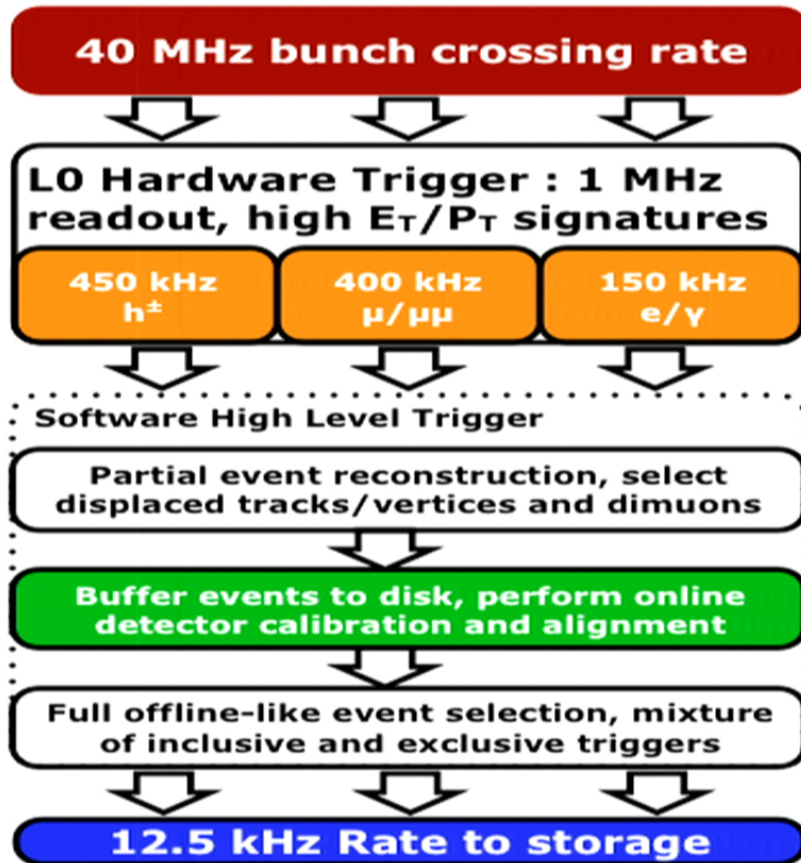 40 MHz bunch crossing rate
L0 Hardware Trigger : 1 MHz
readout, high Eᴛ/Pᴛ signatures
450 kHz
h±
400 kHz
μ/μμ
150 kHz
e/γ
Software High Level Trigger
Partial event reconstruction, select
displaced tracks/vertices and dimuons
Buffer events to disk, perform online
detector calibration and alignment
Full offline-like event selection, mixture
of inclusive and exclusive triggers
12.5 kHz Rate to storage